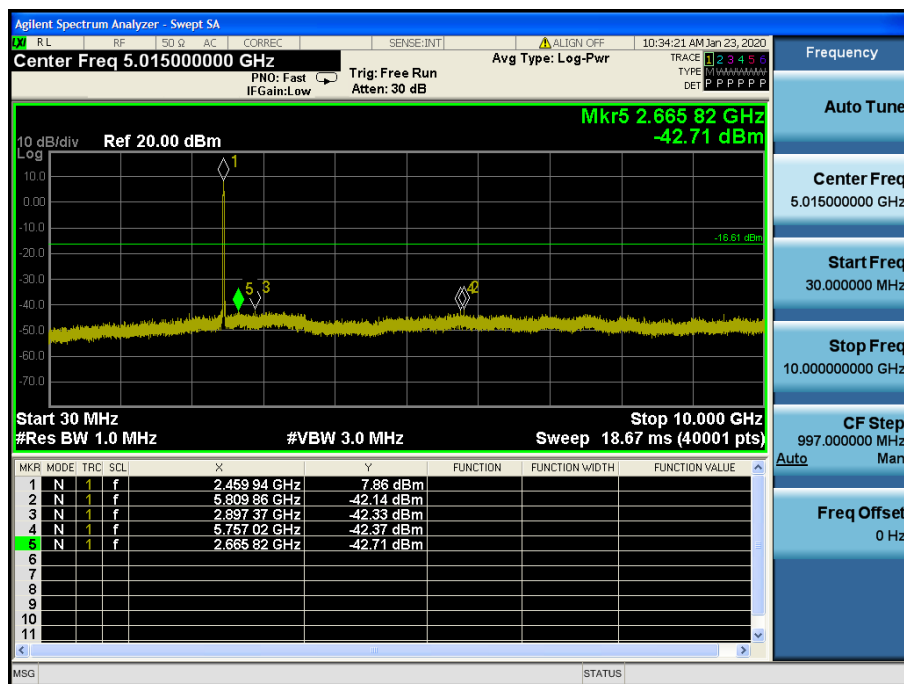 Agilent Spectrum Analyzer - Swept SA
LXI RL RF 50 Ω AC CORREC SENSE:INT ALIGN OFF 10:34:21 AM Jan 23, 2020
Center Freq 5.015000000 GHz Avg Type: Log-Pwr TRACE 1 2 3 4 5 6
PNO: Fast Trig: Free Run TYPE MWWWWW
IFGain:Low Atten: 30 dB DET P P P P P P
Mkr5 2.665 82 GHz
-42.71 dBm
10 dB/div Ref 20.00 dBm
Log
1
10.0
0.00
-10.0
-16.61 dBm
-20.0
-30.0
5 3 42
-40.0
-50.0
-60.0
-70.0
Start 30 MHz Stop 10.000 GHz
#Res BW 1.0 MHz #VBW 3.0 MHz Sweep 18.67 ms (40001 pts)
MKR MODE TRC SCL X Y FUNCTION FUNCTION WIDTH FUNCTION VALUE
1 N 1 f 2.459 94 GHz 7.86 dBm
2 N 1 f 5.809 86 GHz -42.14 dBm
3 N 1 f 2.897 37 GHz -42.33 dBm
4 N 1 f 5.757 02 GHz -42.37 dBm
5 N 1 f 2.665 82 GHz -42.71 dBm
6
7
8
9
10
11
MSG STATUS
Frequency
Auto Tune
Center Freq
5.015000000 GHz
Start Freq
30.000000 MHz
Stop Freq
10.000000000 GHz
CF Step
997.000000 MHz
Auto Man
Freq Offset
0 Hz